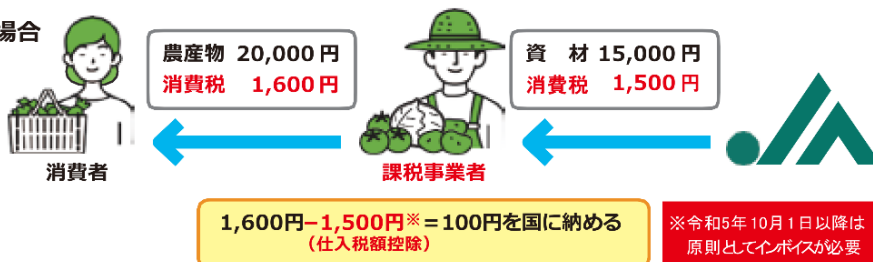 場合
農産物 20,000円
消費税 1,600円
資 材 15,000円
消費税 1,500円
消費者
課税事業者
JA
1,600円−1,500円※＝100円を国に納める
（仕入税額控除）
※令和5年10月1日以降は
原則としてインボイスが必要